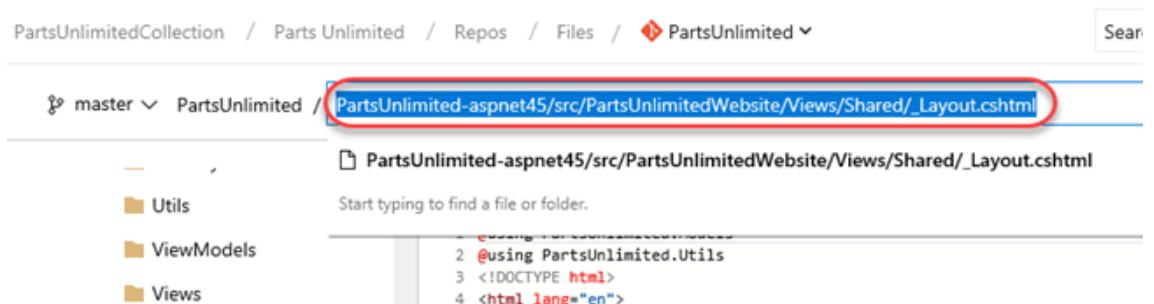 PartsUnlimitedCollection / Parts Unlimited / Repos / Files / PartsUnlimited
Sear
master PartsUnlimited / PartsUnlimited-aspnet45/src/PartsUnlimitedWebsite/Views/Shared/_Layout.cshtml
PartsUnlimited-aspnet45/src/PartsUnlimitedWebsite/Views/Shared/_Layout.cshtml
Start typing to find a file or folder.
Utils
ViewModels
Views
2 @using PartsUnlimited.Utils
3 <!DOCTYPE html>
4 <html lang="en">